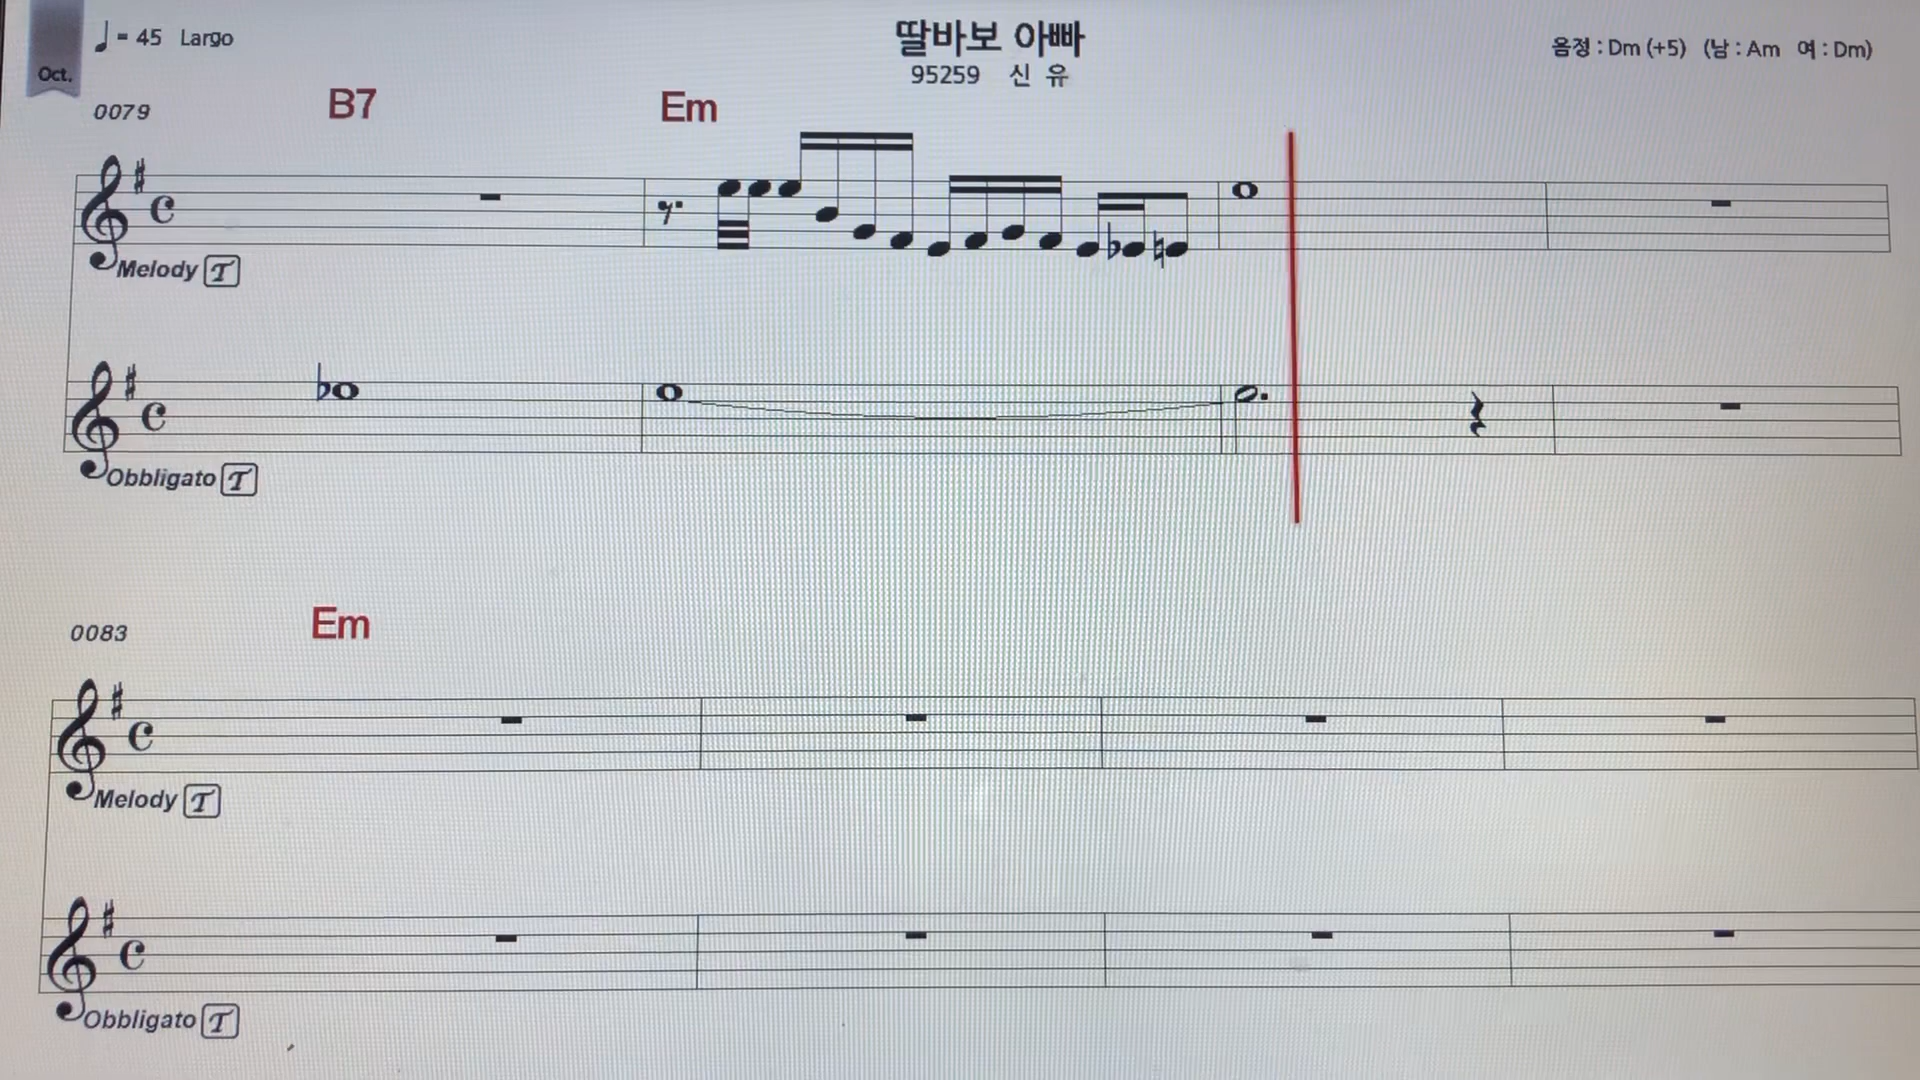 = 45 Largo
딸바보 아빠
음정 : Dm (+5) (남 : Am 여 : Dm)
Oct.
95259 신 유
0079 B7 Em
Melody T
Obbligato T
0083 Em
Melody T
Obbligato T